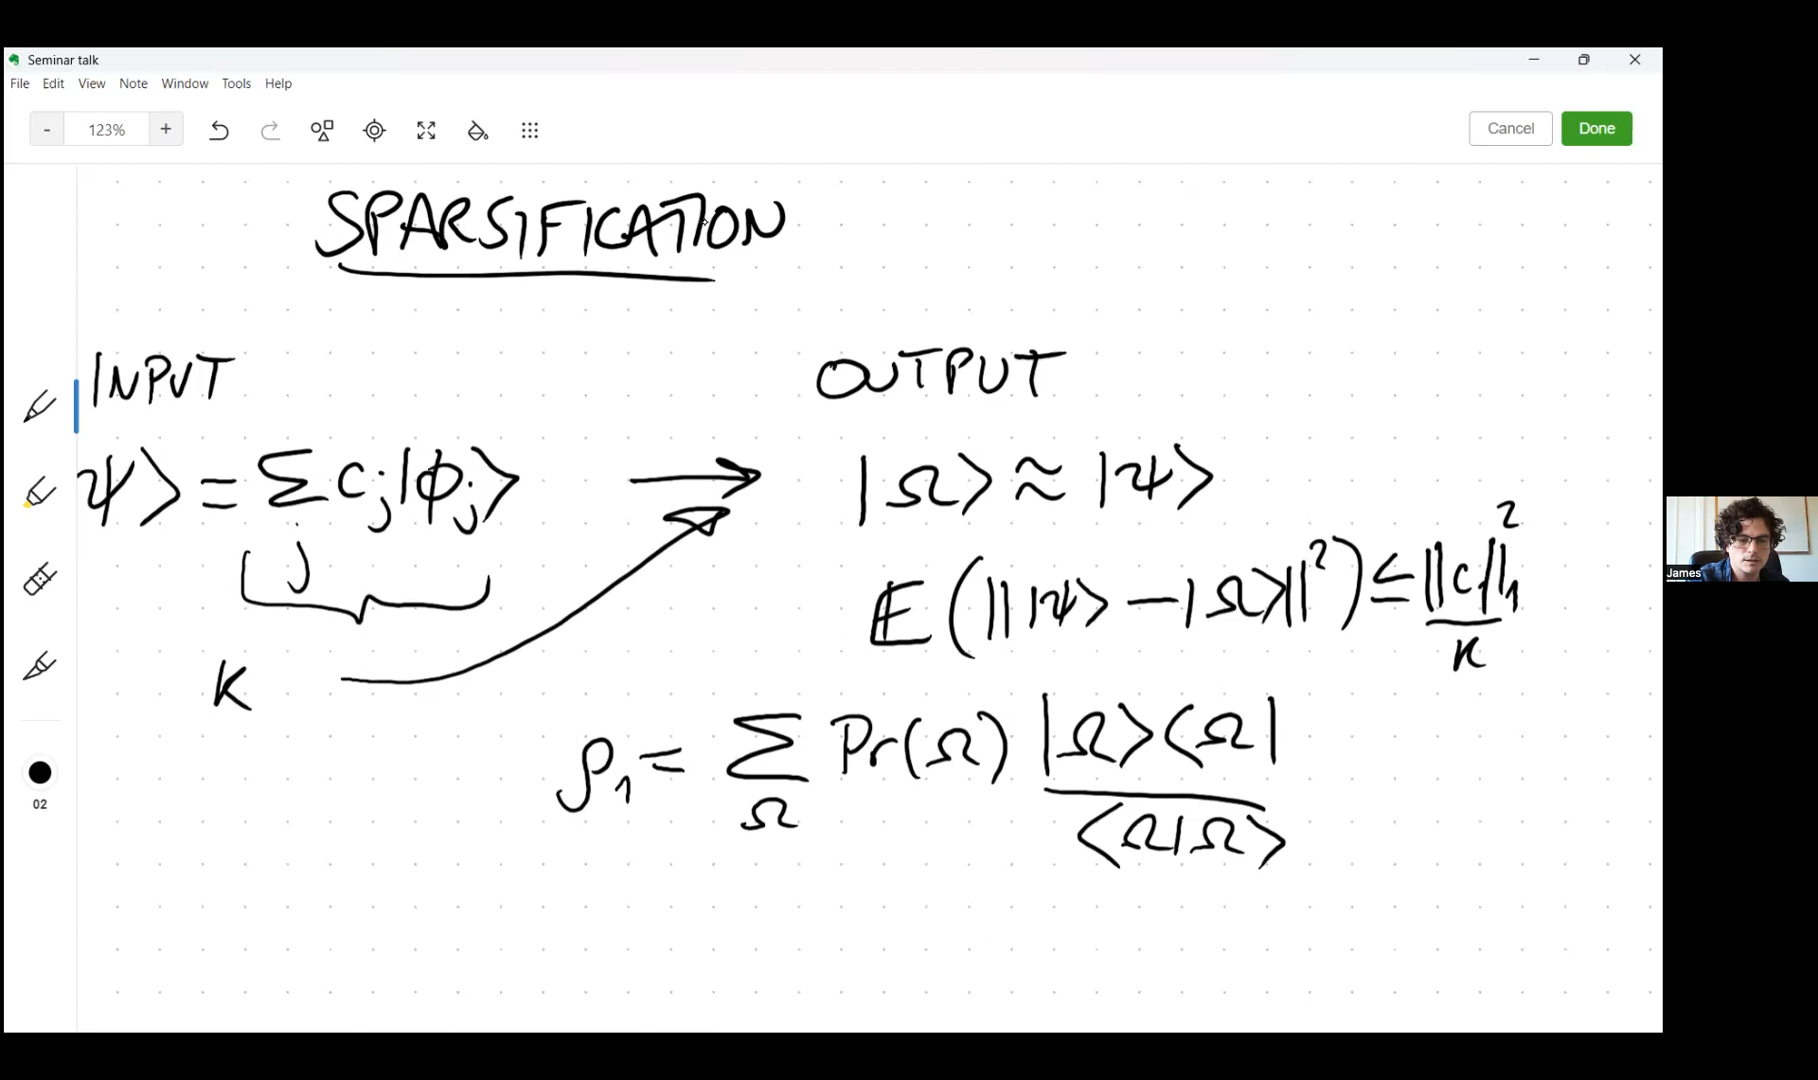 Seminar talk
File Edit View Note Window Tools Help
- 123% + Cancel Done
SPARSIFICATION
INPUT OUTPUT
ψ⟩ = Σ_j c_j|ϕ_j⟩ → |Ω⟩ ≈ |ψ⟩
𝔼(|| |ψ⟩ − |Ω⟩||²) ≤ ||c||₁² / K
K
ρ₁ = Σ_Ω Pr(Ω) |Ω⟩⟨Ω| / ⟨Ω|Ω⟩
02
James